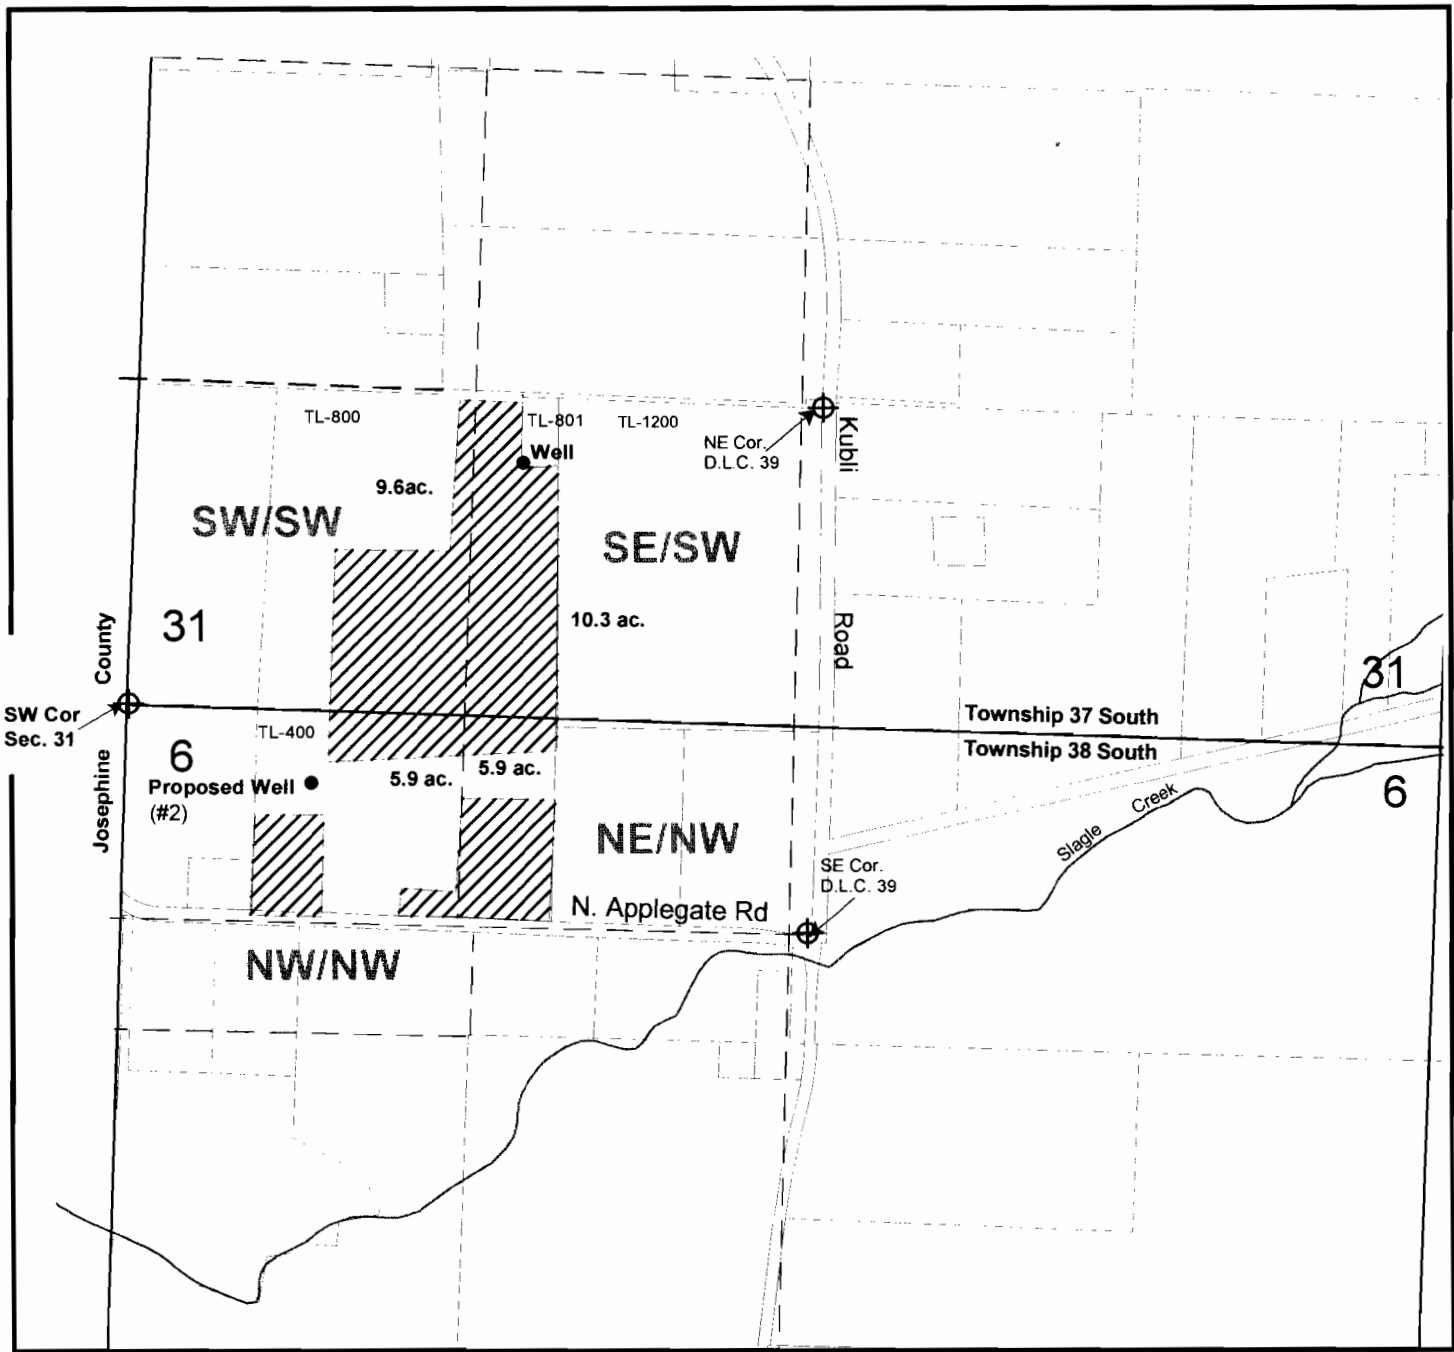 TL-800
TL-801
TL-1200
Well
NE Cor.
D.L.C. 39
Kubli
9.6ac.
SW/SW
SE/SW
31
10.3 ac.
Road
County
31
SW Cor
Sec. 31
Township 37 South
Township 38 South
TL-400
6
5.9 ac.
5.9 ac.
Proposed Well
(#2)
6
Josephine
Slagle Creek
NE/NW
SE Cor.
D.L.C. 39
N. Applegate Rd
NW/NW